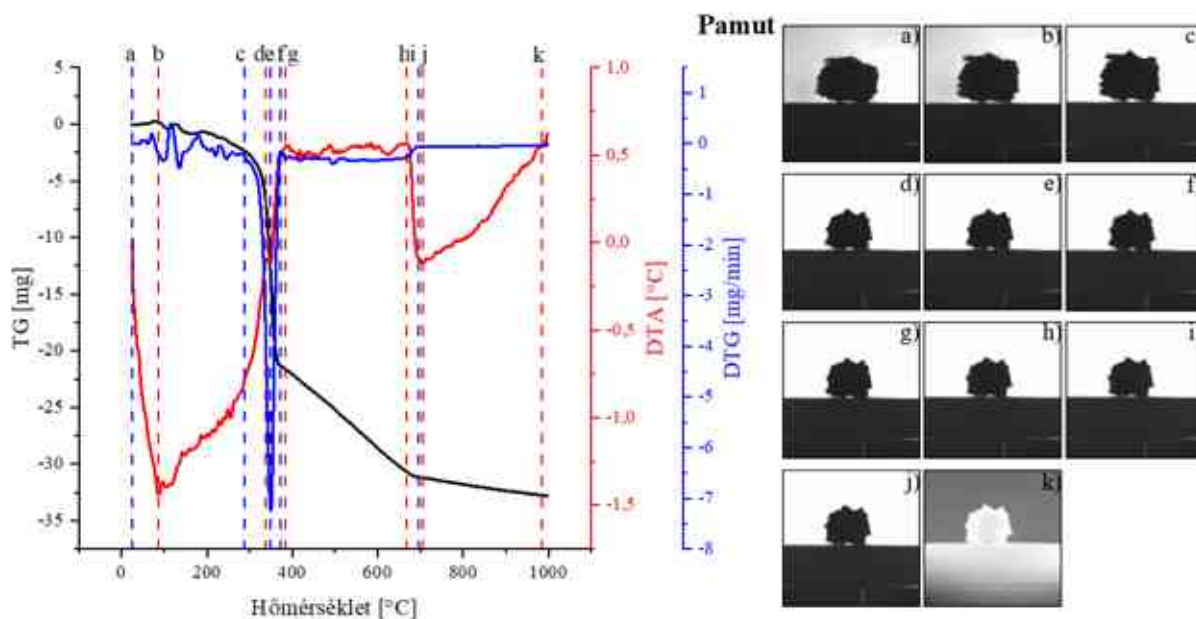 a b c d e f g h i j k
5
0
-5
-10
-15
-20
-25
-30
-35
TG [mg]
0 200 400 600 800 1000
Hőmérséklet [°C]
1,0
0,5
0,0
-0,5
-1,0
-1,5
DTA [°C]
1
0
-1
-2
-3
-4
-5
-6
-7
-8
DTG [mg/min]
Pamut
a) b) c
d) e) f
g) h) i
j) k)